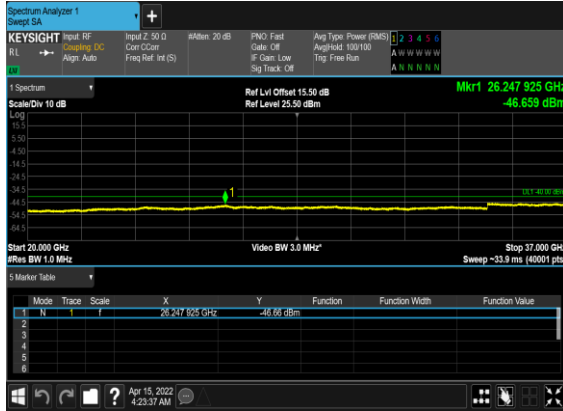 Spectrum Analyzer 1
Swept SA
+
KEYSIGHT
RL
Input: RF
Coupling: DC
Align: Auto
Input Z: 50 Ω
Corr CCorr
Freq Ref: Int (S)
#Atten: 20 dB
PNO: Fast
Gate: Off
IF Gain: Low
Sig Track: Off
Avg Type: Power (RMS)
Avg|Hold: 100/100
Trig: Free Run
1 2 3 4 5 6
A W W W W W
A N N N N N
1 Spectrum
Scale/Div 10 dB
Ref Lvl Offset 15.50 dB
Ref Level 25.50 dBm
Mkr1 26.247 925 GHz
-46.659 dBm
Log
15.5
5.50
-4.50
-14.5
-24.5
-34.5
-44.5
-54.5
-64.5
1
DL1 -40.00 dBm
Start 20.000 GHz
#Res BW 1.0 MHz
Video BW 3.0 MHz*
Stop 37.000 GHz
Sweep ~33.9 ms (40001 pts)
5 Marker Table
Mode Trace Scale X Y Function Function Width Function Value
1 N 1 f 26.247 925 GHz -46.66 dBm
2
3
4
5
6
?
Apr 15, 2022
4:23:37 AM